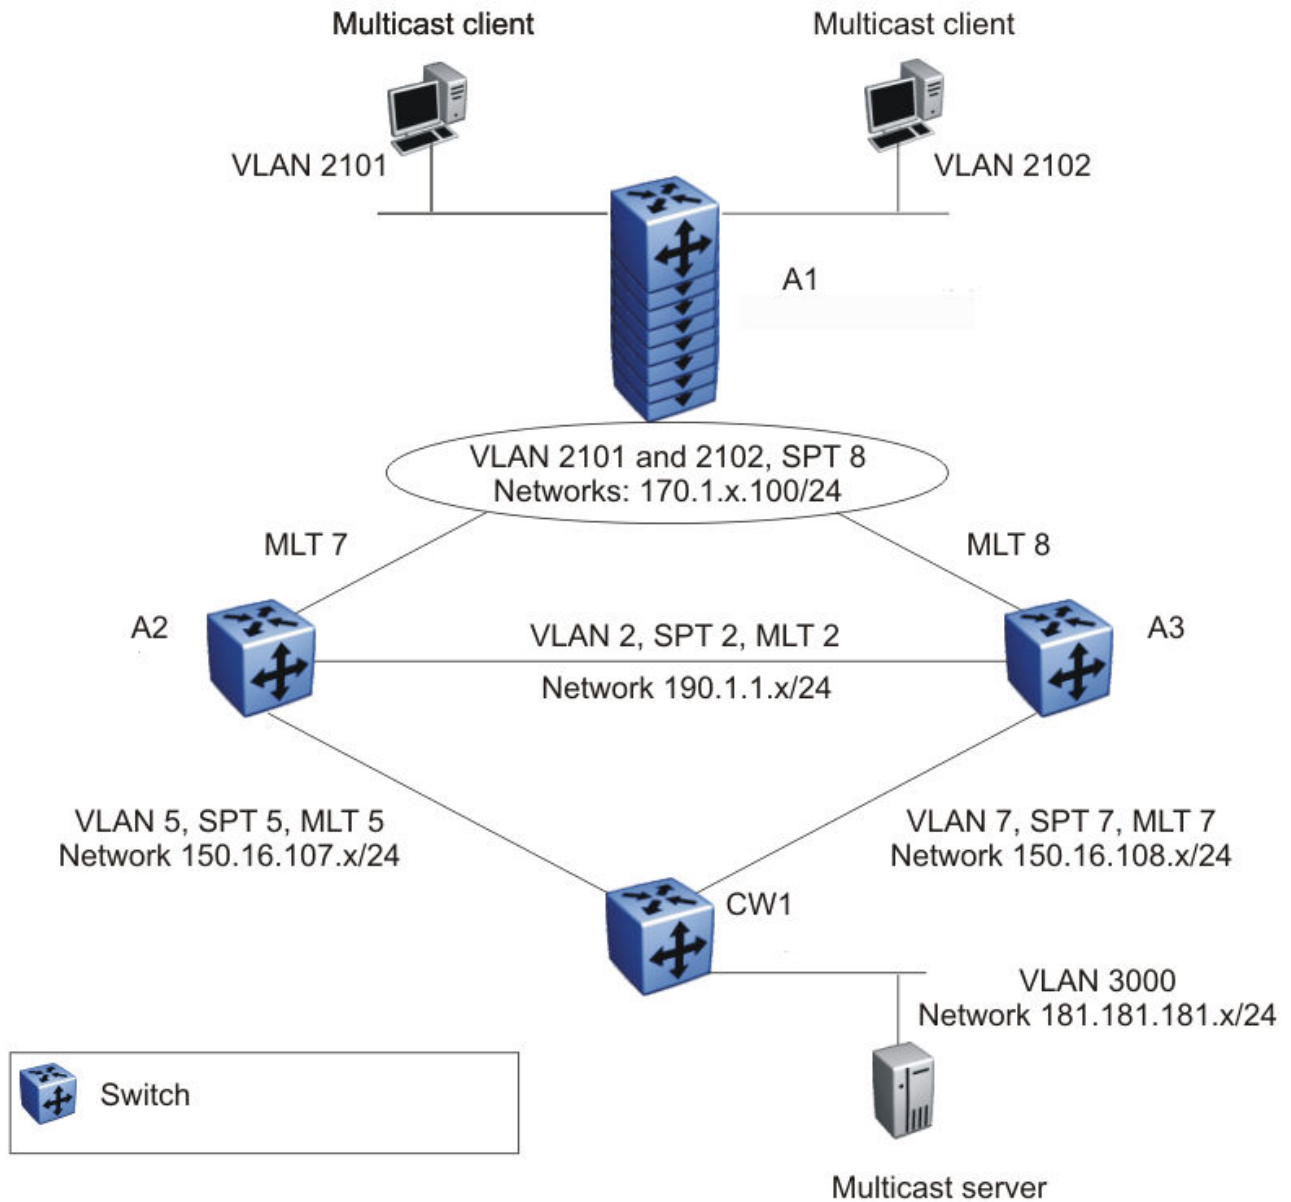 Multicast client
Multicast client
VLAN 2101
VLAN 2102
A1
VLAN 2101 and 2102, SPT 8
Networks: 170.1.x.100/24
MLT 7
MLT 8
A2
A3
VLAN 2, SPT 2, MLT 2
Network 190.1.1.x/24
VLAN 5, SPT 5, MLT 5
Network 150.16.107.x/24
VLAN 7, SPT 7, MLT 7
Network 150.16.108.x/24
CW1
VLAN 3000
Network 181.181.181.x/24
Switch
Multicast server